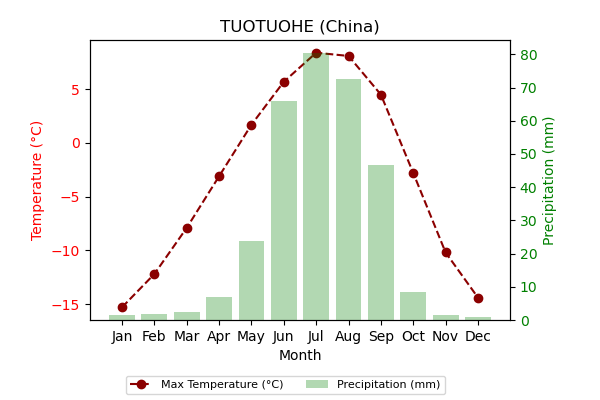 TUOTUOHE (China)
Temperature (°C)
5
0
−5
−10
−15
80
70
60
50
40
30
20
10
0
Precipitation (mm)
Jan Feb Mar Apr May Jun Jul Aug Sep Oct Nov Dec
Month
Max Temperature (°C) Precipitation (mm)